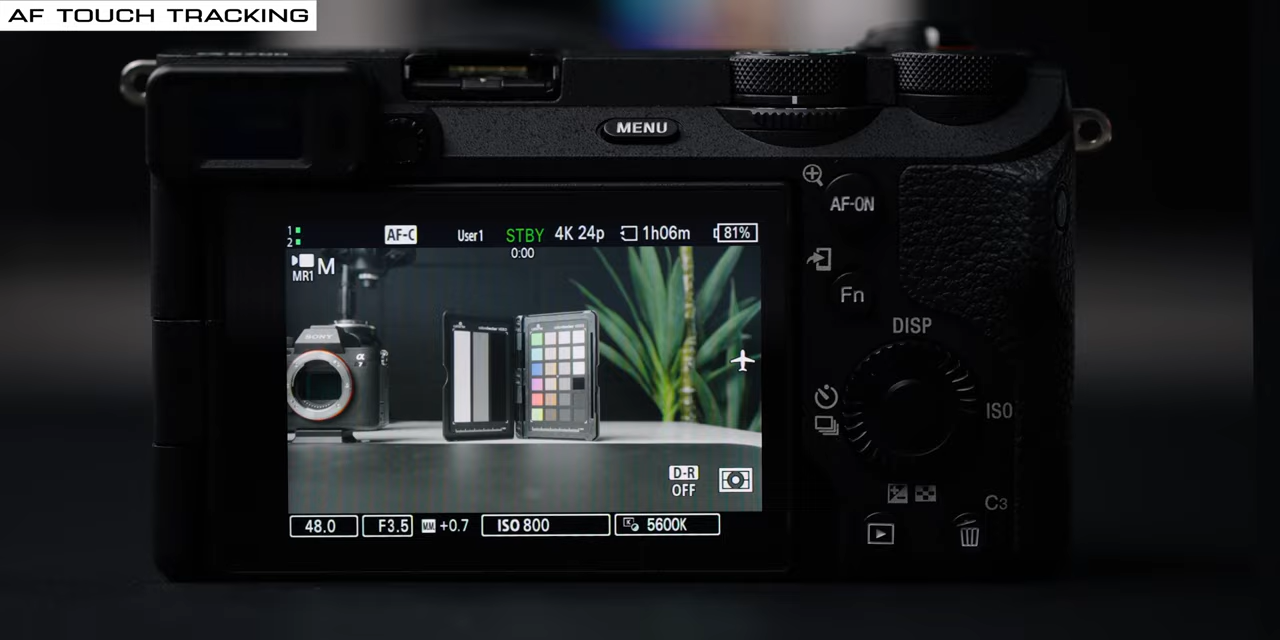 AF TOUCH TRACKING
MENU
AF-ON
1
2
AF-C
User1
STBY
4K 24p
1h06m
81%
0:00
M
MR1
SONY
α
Fn
DISP
ISO
D-R
OFF
48.0
F3.5
M.M. +0.7
ISO 800
K 5600K
C3